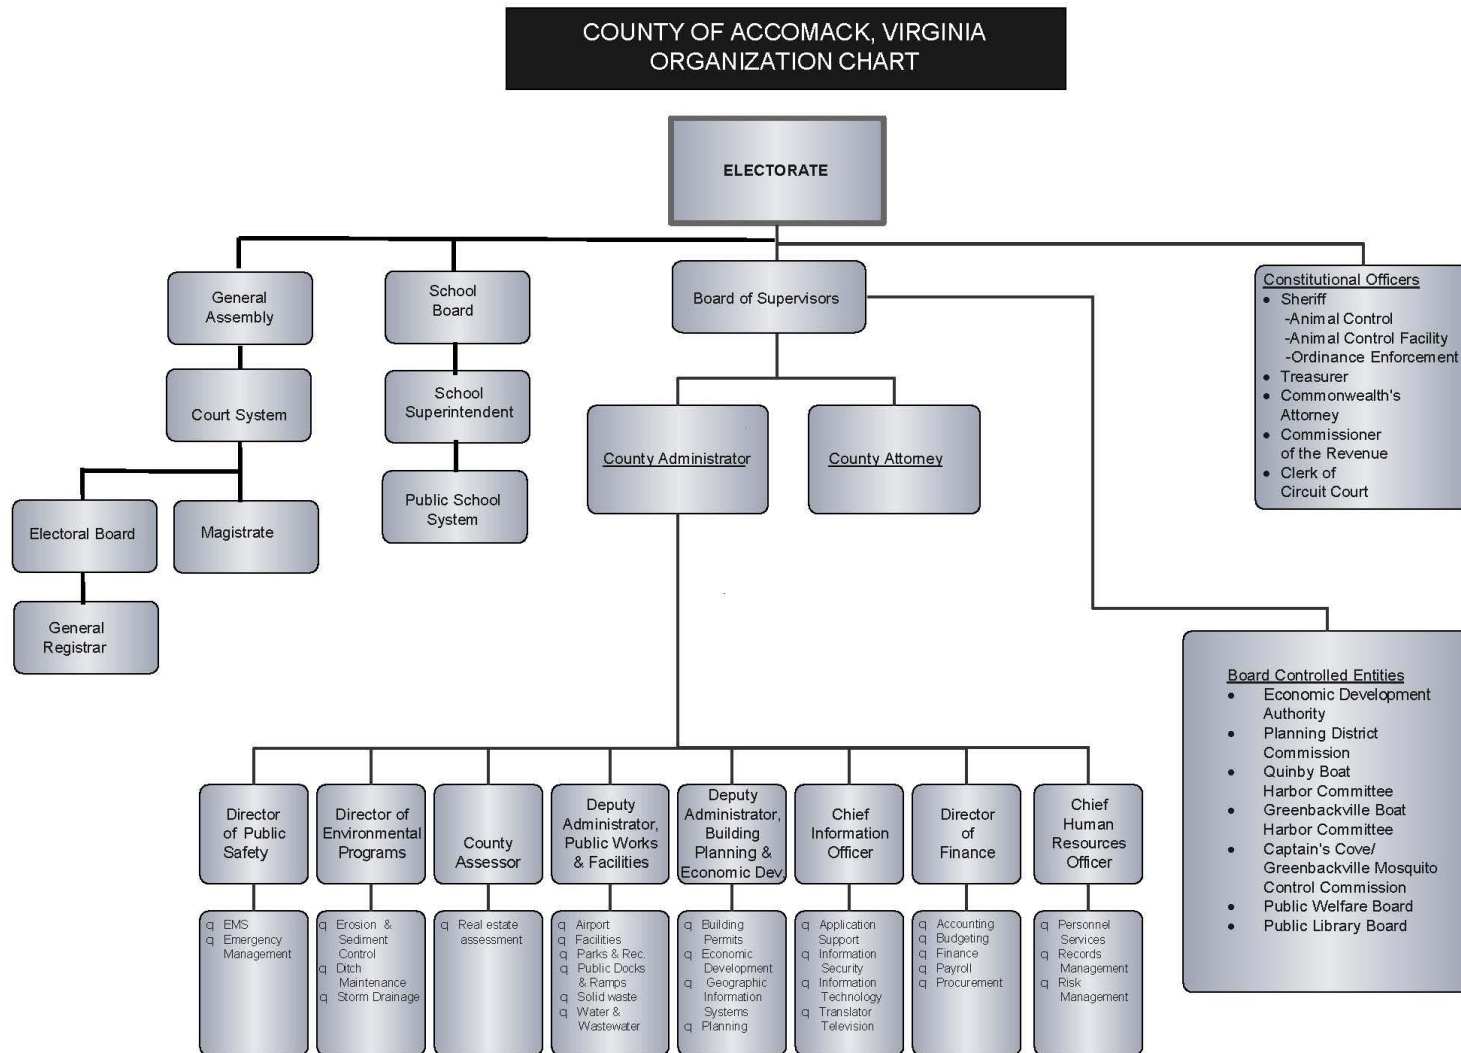 COUNTY OF ACCOMACK, VIRGINIA
ORGANIZATION CHART
ELECTORATE
General
Assembly
School
Board
Board of Supervisors
Constitutional Officers
• Sheriff
-Animal Control
-Animal Control Facility
-Ordinance Enforcement
• Treasurer
• Commonwealth's
Attorney
• Commissioner
of the Revenue
• Clerk of
Circuit Court
Court System
School
Superintendent
County Administrator
County Attorney
Electoral Board
Magistrate
Public School
System
General
Registrar
Board Controlled Entities
• Economic Development
Authority
• Planning District
Commission
• Quinby Boat
Harbor Committee
• Greenbackville Boat
Harbor Committee
• Captain's Cove/
Greenbackville Mosquito
Control Commission
• Public Welfare Board
• Public Library Board
Director
of Public
Safety
Director of
Environmental
Programs
County
Assessor
Deputy
Administrator,
Public Works
& Facilities
Deputy
Administrator,
Building
Planning &
Economic Dev.
Chief
Information
Officer
Director
of
Finance
Chief
Human
Resources
Officer
q EMS
q Emergency
Management
q Erosion &
Sediment
Control
q Ditch
Maintenance
q Storm Drainage
q Real estate
assessment
q Airport
q Facilities
q Parks & Rec.
q Public Docks
& Ramps
q Solid waste
q Water &
Wastewater
q Building
Permits
q Economic
Development
q Geographic
Information
Systems
q Planning
q Application
Support
q Information
Security
q Information
Technology
q Translator
Television
q Accounting
q Budgeting
q Finance
q Payroll
q Procurement
q Personnel
Services
q Records
Management
q Risk
Management